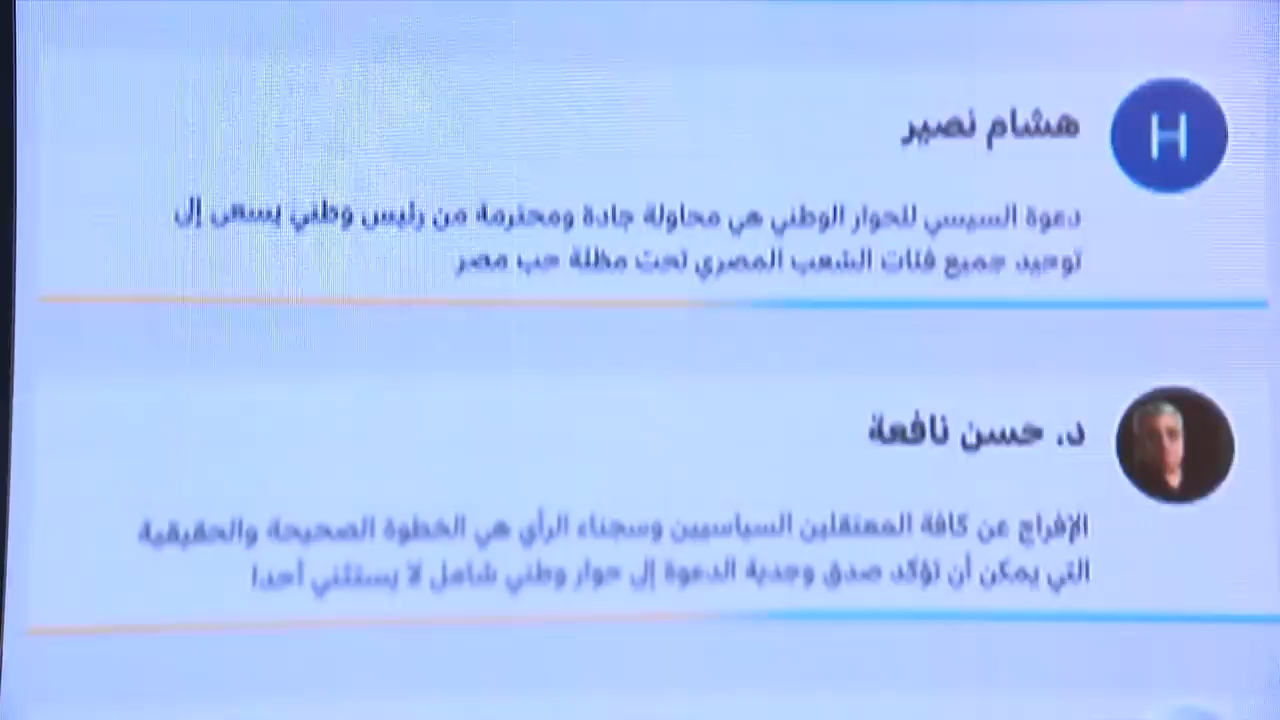 H
هشام نصير
دعوة السيسي للحوار الوطني هي محاولة جادة ومحترمة من رئيس وطني يسعى إلى
توحيد جميع فئات الشعب المصري تحت مظلة حب مصر
د. حسن نافعة
الإفراج عن كافة المعتقلين السياسيين وسجناء الرأي هي الخطوة الصحيحة والحقيقية
التي يمكن أن تؤكد صدق وجدية الدعوة إلى حوار وطني شامل لا يستثني أحدا